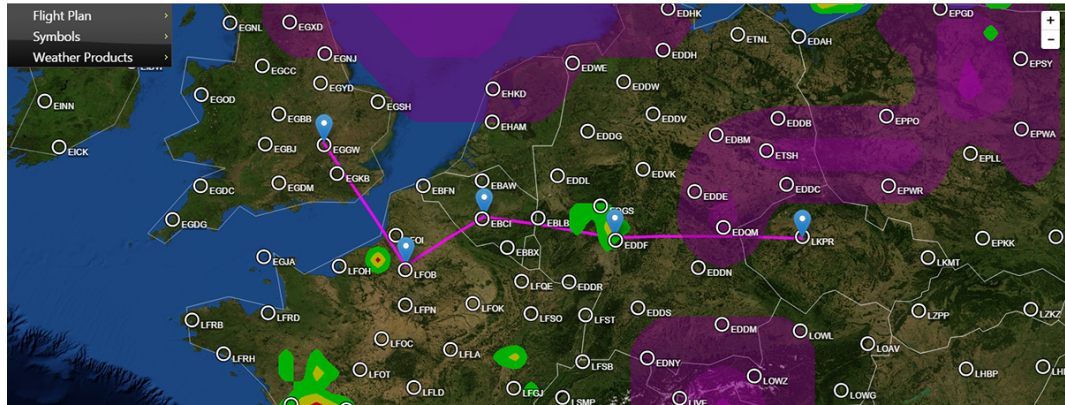 Flight Plan ›
Symbols ›
Weather Products ›
+
−
EGNL
EGXD
EDHK
EPGD
ETNL
EDAH
EGNJ
EDDH
EPSY
EGCC
EDWE
EGYD
EDDW
EINN
EGOD
EGSH
EHKD
EGBB
EDDV
EDDB
EPPO
EHAM
EDDG
EDBM
EPWA
EICK
EGBJ
EGGW
ETSH
EPLL
EGKB
EDVK
EGDC
EGDM
EBFN
EBAW
EDDL
EDDE
EDDC
EPWR
EGDG
EBCI
EBLB
EDGS
EDQM
LKPR
EPKK
EDDF
EBBX
EGJA
LFOH
LFOB
EDDN
LKMT
LFQE
EDDR
LFRB
LFRD
LFPN
LFOK
LFSO
LFST
EDDS
LZPP
LZKZ
EDDM
LOWL
LFOC
LOAV
LFRH
LFLA
LFOT
LFSB
EDNY
LHBP
LOWZ
LFLD
LFGJ
LOWG
LSMP